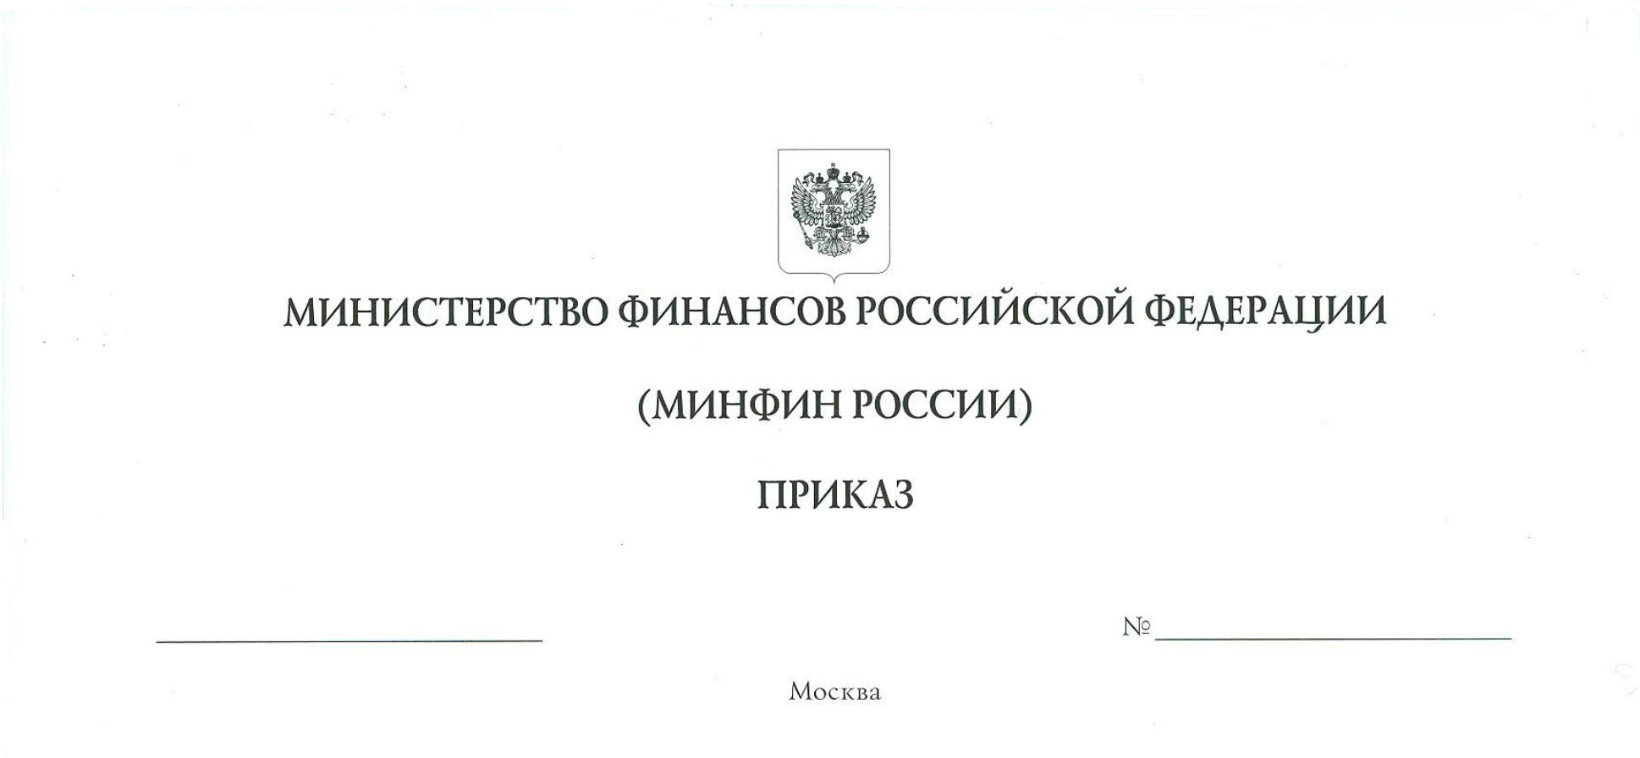 МИНИСТЕРСТВО ФИНАНСОВ РОССИЙСКОЙ ФЕДЕРАЦИИ
(МИНФИН РОССИИ)
ПРИКАЗ
№
Москва